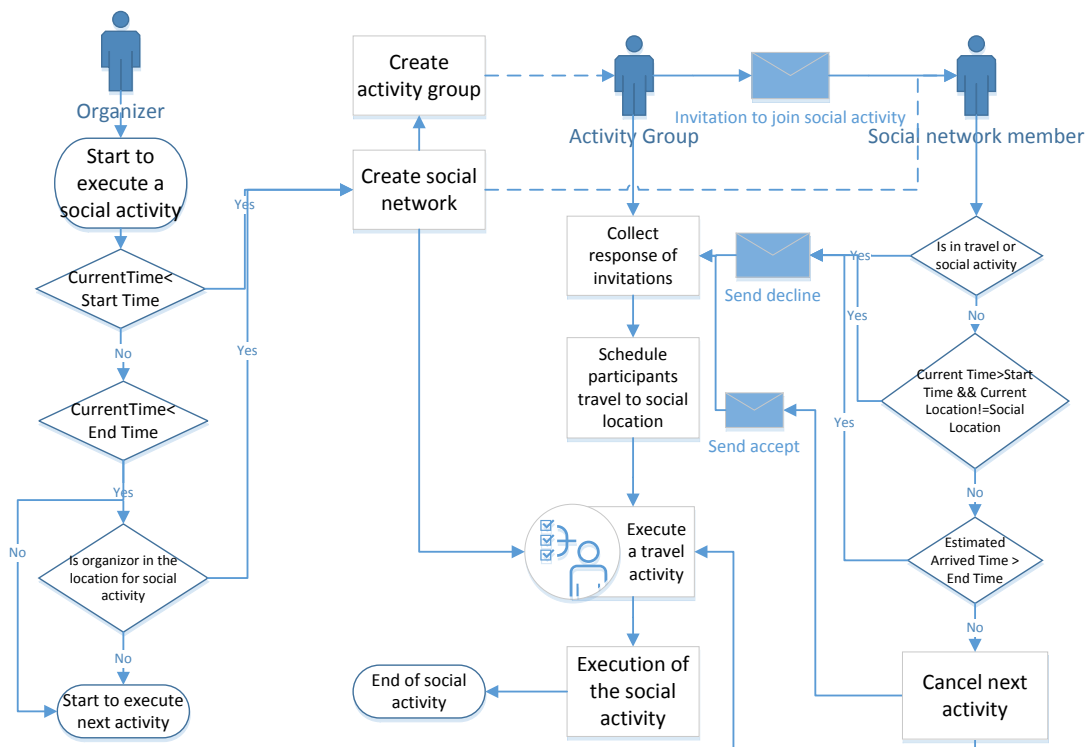 Organizer
Start to
execute a
social activity
CurrentTime<
Start Time
Yes
No
CurrentTime<
End Time
Yes
No
Is organizor in the
location for social
activity
Yes
No
Start to execute
next activity
Create
activity group
Create social
network
Activity Group
Invitation to join social activity
Social network member
Collect
response of
invitations
Send decline
Schedule
participants
travel to social
location
Send accept
Execute
a travel
activity
Execution of
the social
activity
End of social
activity
Is in travel or
social activity
Yes
No
Current Time>Start
Time && Current
Location!=Social
Location
Yes
No
Estimated
Arrived Time >
End Time
Yes
No
Cancel next
activity